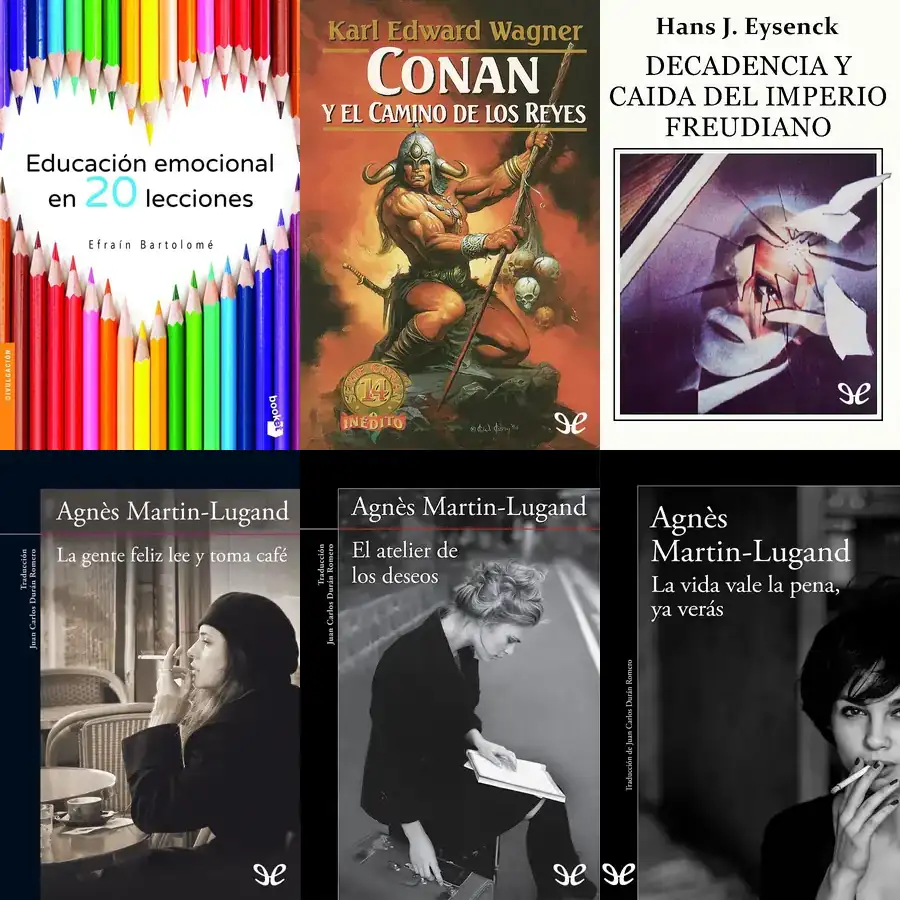 Educación emocional
en 20 lecciones
Efraín Bartolomé
DIVULGACIÓN
booket
Karl Edward Wagner
CONAN
Y EL CAMINO DE LOS REYES
14
INÉDITO
Hans J. Eysenck
DECADENCIA Y
CAIDA DEL IMPERIO
FREUDIANO
Agnès Martin-Lugand
La gente feliz lee y toma café
Traducción
Juan Carlos Durán Romero
Agnès Martin-Lugand
El atelier de
los deseos
Traducción
Juan Carlos Durán Romero
Agnès
Martin-Lugand
La vida vale la pena,
ya verás
Traducción de Juan Carlos Durán Romero